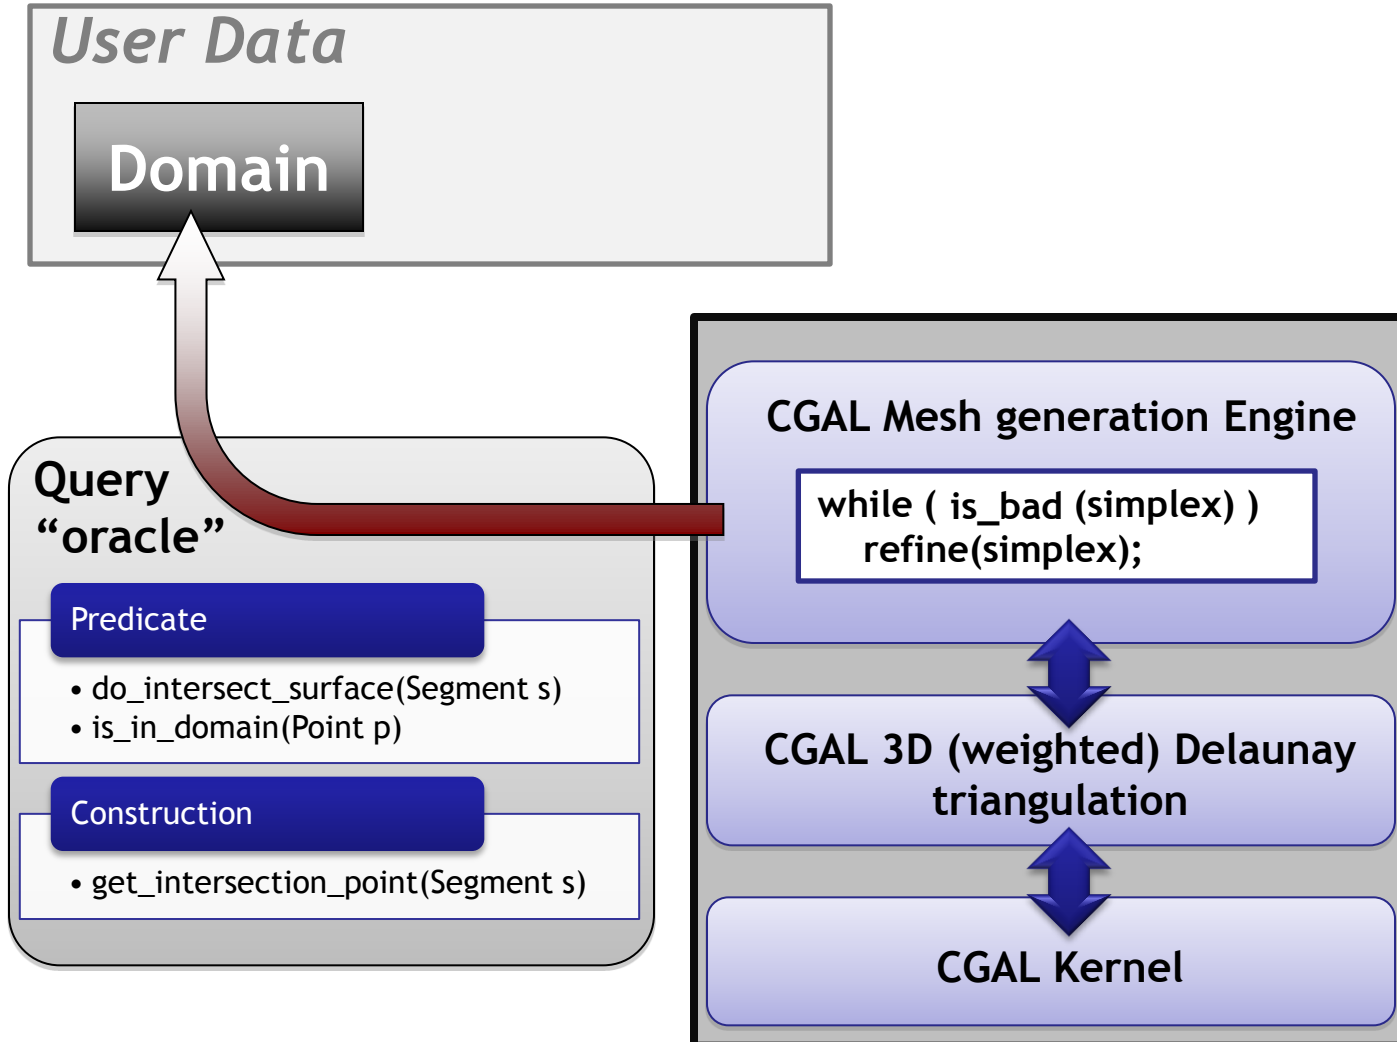 User Data
Domain
Query
“oracle”
Predicate
• do_intersect_surface(Segment s)
• is_in_domain(Point p)
Construction
• get_intersection_point(Segment s)
CGAL Mesh generation Engine
while ( is_bad (simplex) )
refine(simplex);
CGAL 3D (weighted) Delaunay
triangulation
CGAL Kernel